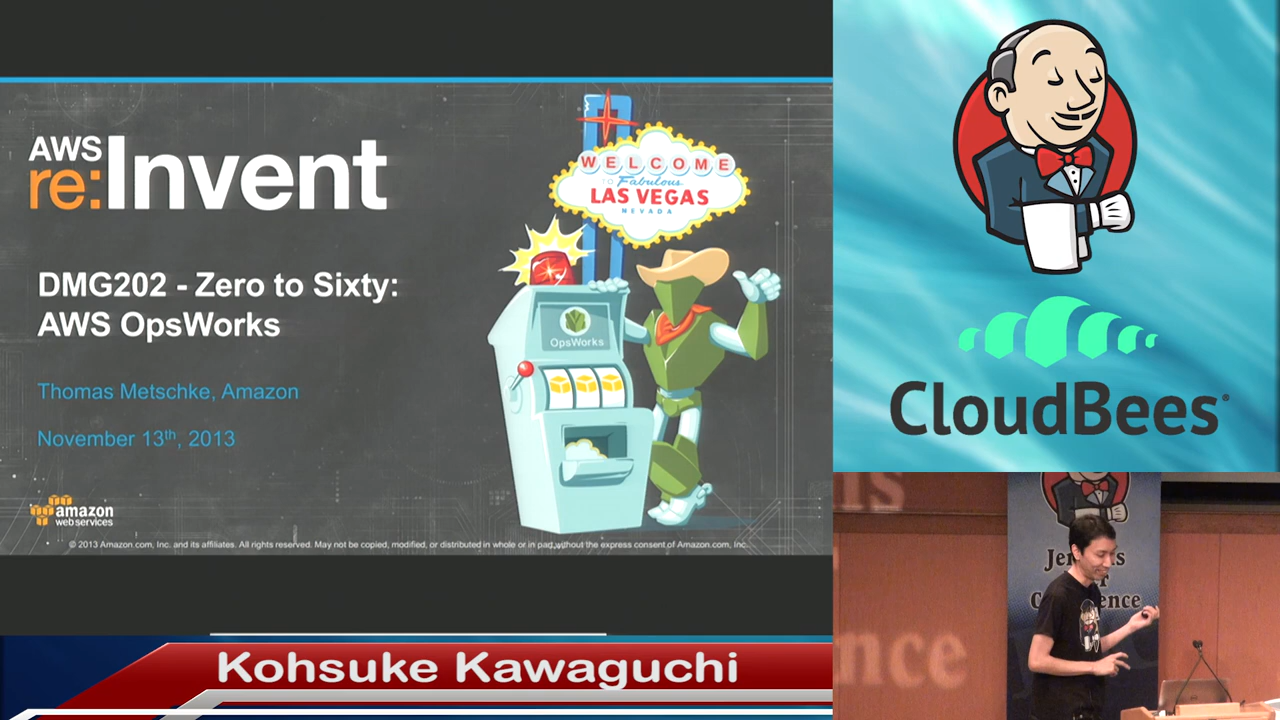 AWS
re:Invent
DMG202 - Zero to Sixty:
AWS OpsWorks
Thomas Metschke, Amazon
November 13th, 2013
amazon
web services
© 2013 Amazon.com, Inc. and its affiliates. All rights reserved. May not be copied, modified, or distributed in whole or in part without the express consent of Amazon.com, Inc.
WELCOME
TO Fabulous
LAS VEGAS
NEVADA
OpsWorks
Kohsuke Kawaguchi
CloudBees®
nce